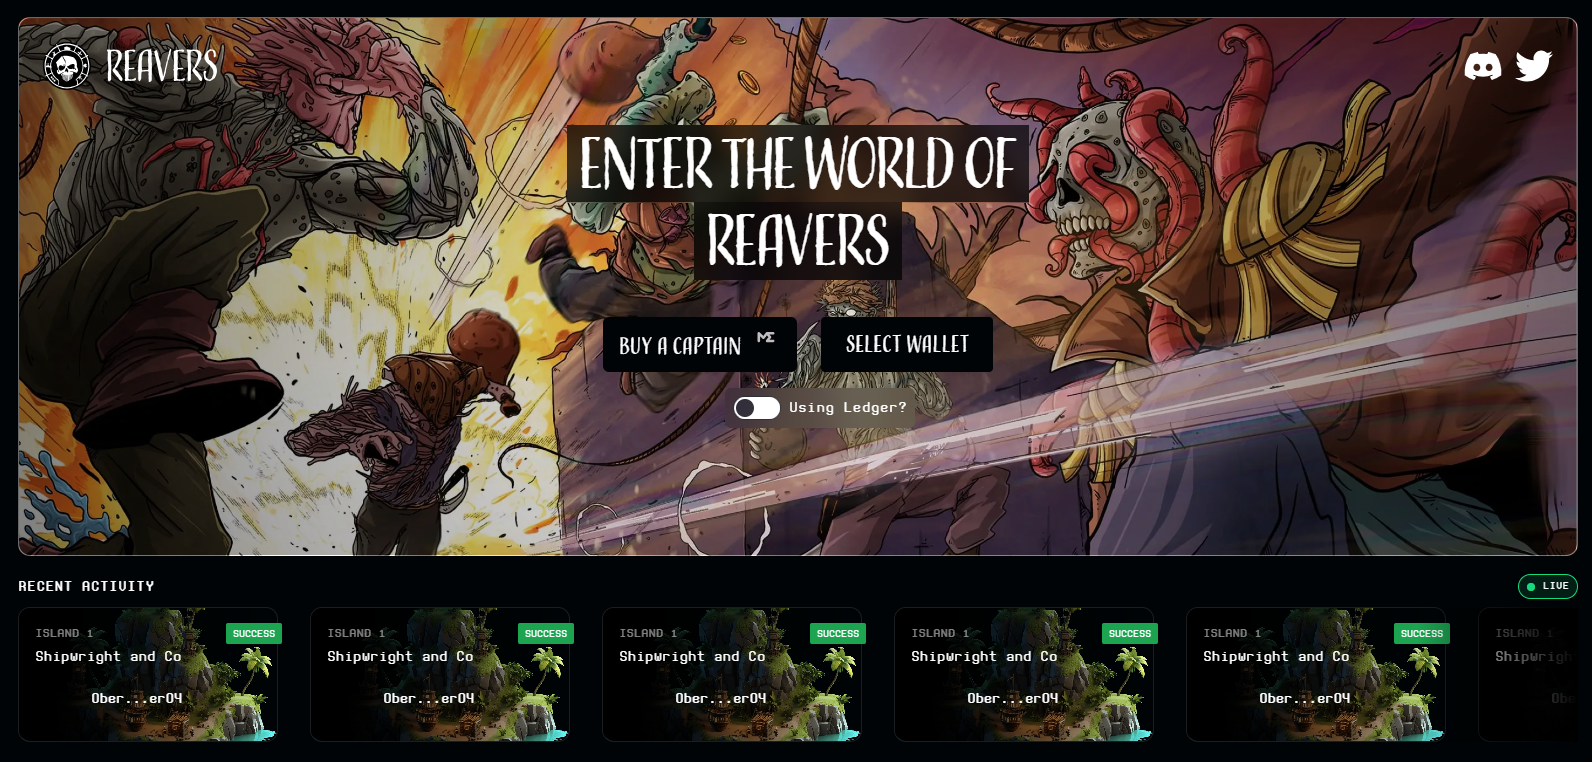 REAVERS
ENTER THE WORLD OF
REAVERS
BUY A CAPTAIN
SELECT WALLET
Using Ledger?
RECENT ACTIVITY
LIVE
ISLAND 1
SUCCESS
Shipwright and Co
Ober...er04
ISLAND 1
SUCCESS
Shipwright and Co
Ober...er04
ISLAND 1
SUCCESS
Shipwright and Co
Ober...er04
ISLAND 1
SUCCESS
Shipwright and Co
Ober...er04
ISLAND 1
SUCCESS
Shipwright and Co
Ober...er04
ISLAND 1
Shipwrigh
Obe